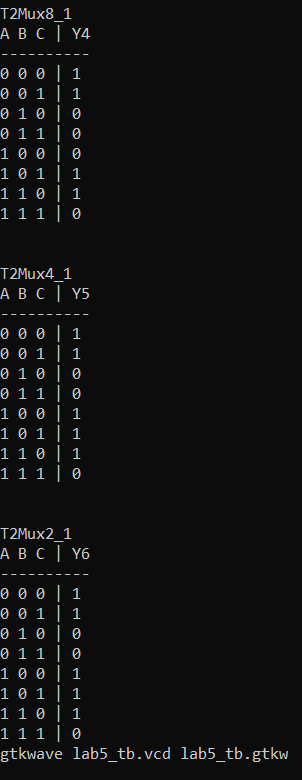 T2Mux8_1
A B C | Y4
----------
0 0 0 | 1
0 0 1 | 1
0 1 0 | 0
0 1 1 | 0
1 0 0 | 0
1 0 1 | 1
1 1 0 | 1
1 1 1 | 0
T2Mux4_1
A B C | Y5
----------
0 0 0 | 1
0 0 1 | 1
0 1 0 | 0
0 1 1 | 0
1 0 0 | 1
1 0 1 | 1
1 1 0 | 1
1 1 1 | 0
T2Mux2_1
A B C | Y6
----------
0 0 0 | 1
0 0 1 | 1
0 1 0 | 0
0 1 1 | 0
1 0 0 | 1
1 0 1 | 1
1 1 0 | 1
1 1 1 | 0
gtkwave lab5_tb.vcd lab5_tb.gtkw